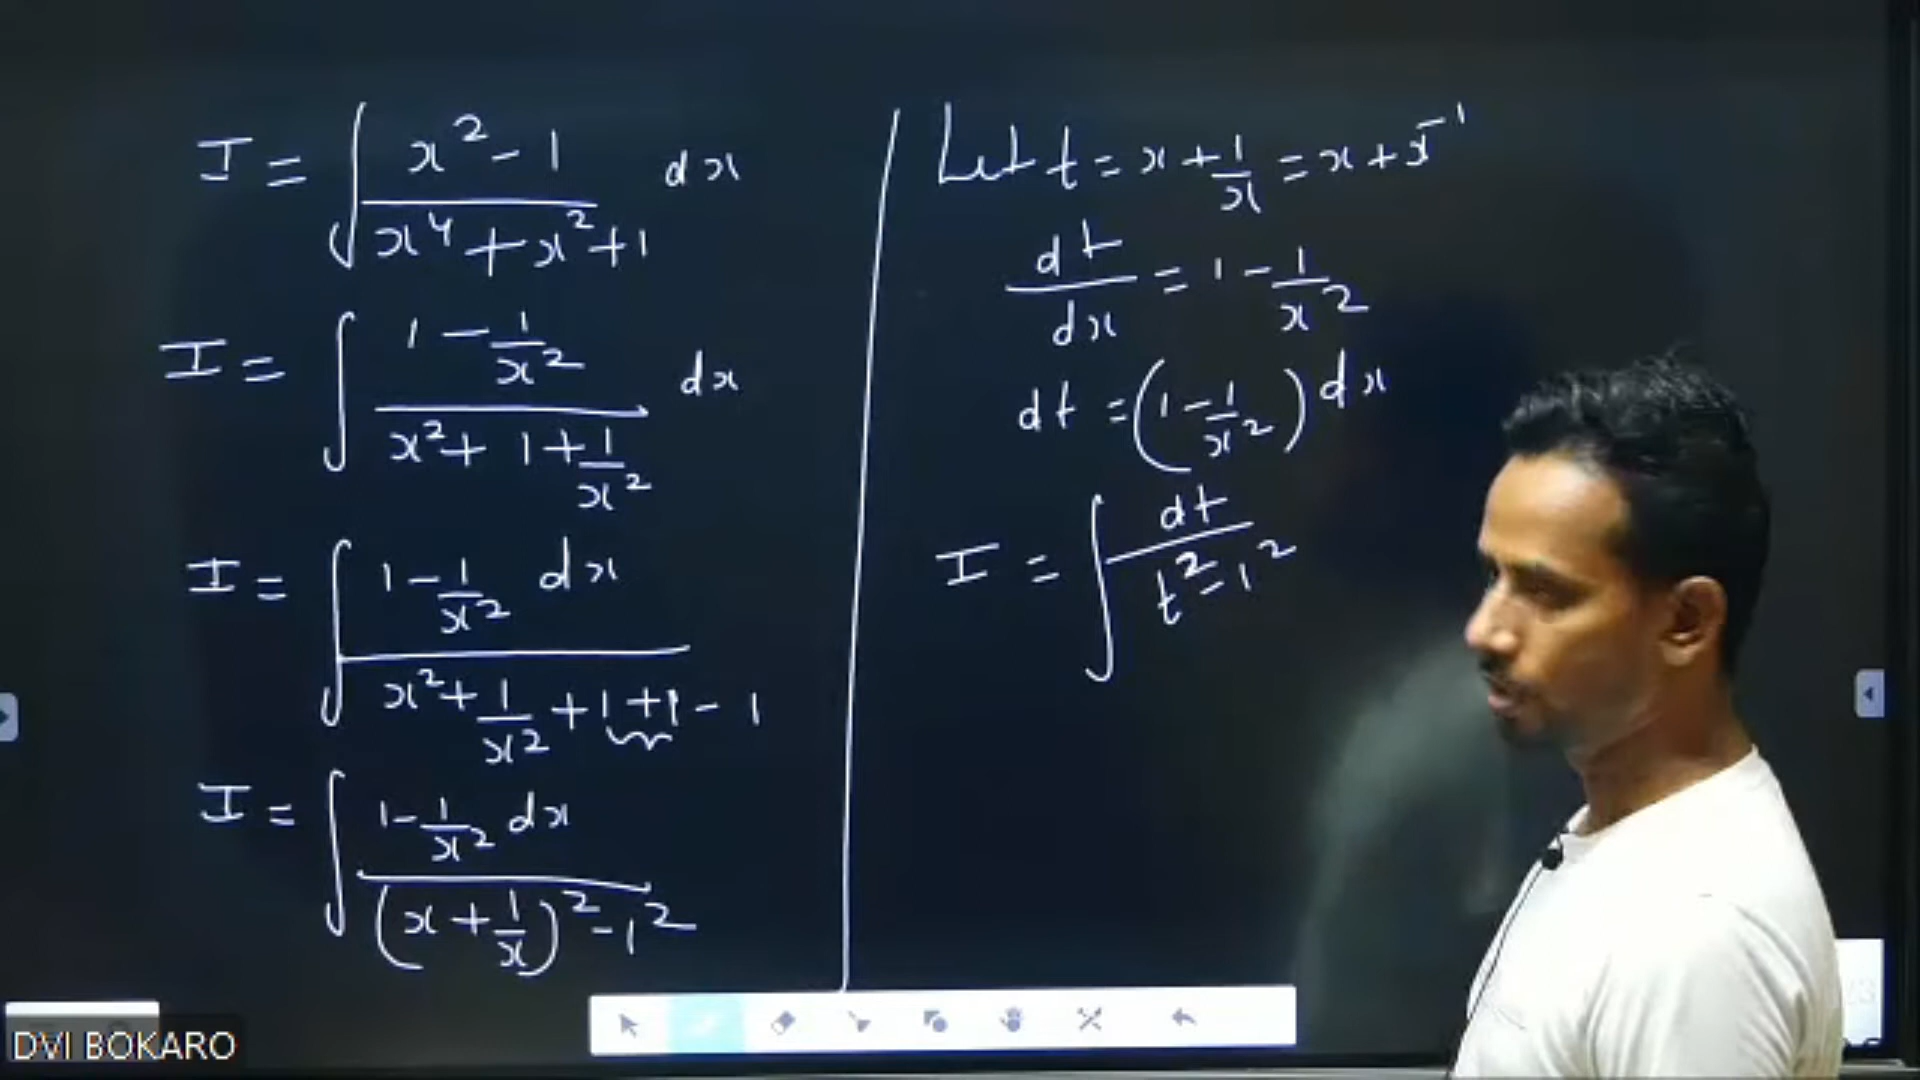 I = ∫ (x² - 1)/(x⁴ + x² + 1) dx
I = ∫ (1 - 1/x²)/(x² + 1 + 1/x²) dx
I = ∫ (1 - 1/x² dx)/(x² + 1/x² + 1 + 1 - 1)
I = ∫ (1 - 1/x² dx)/((x + 1/x)² - 1²)
Let t = x + 1/x = x + x⁻¹
dt/dx = 1 - 1/x²
dt = (1 - 1/x²) dx
I = ∫ dt/(t² - 1²)
DVI BOKARO